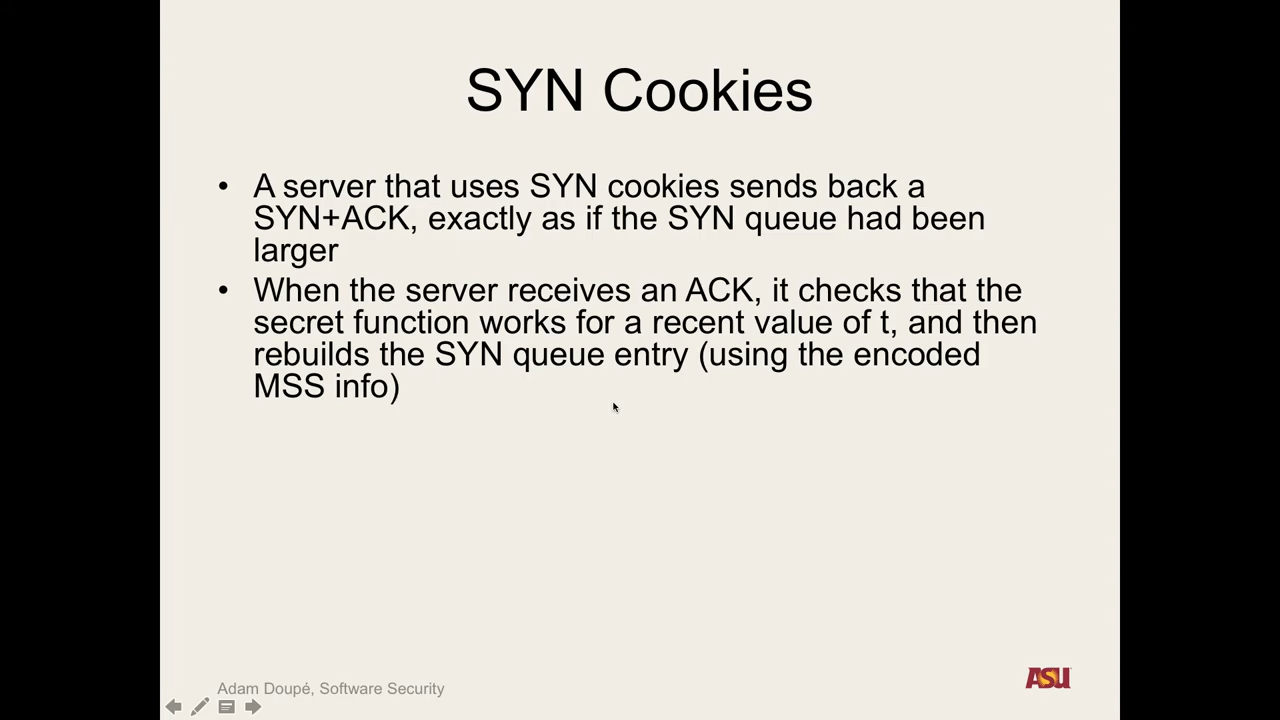 SYN Cookies
• A server that uses SYN cookies sends back a
SYN+ACK, exactly as if the SYN queue had been
larger
• When the server receives an ACK, it checks that the
secret function works for a recent value of t, and then
rebuilds the SYN queue entry (using the encoded
MSS info)
Adam Doupé, Software Security
ASU